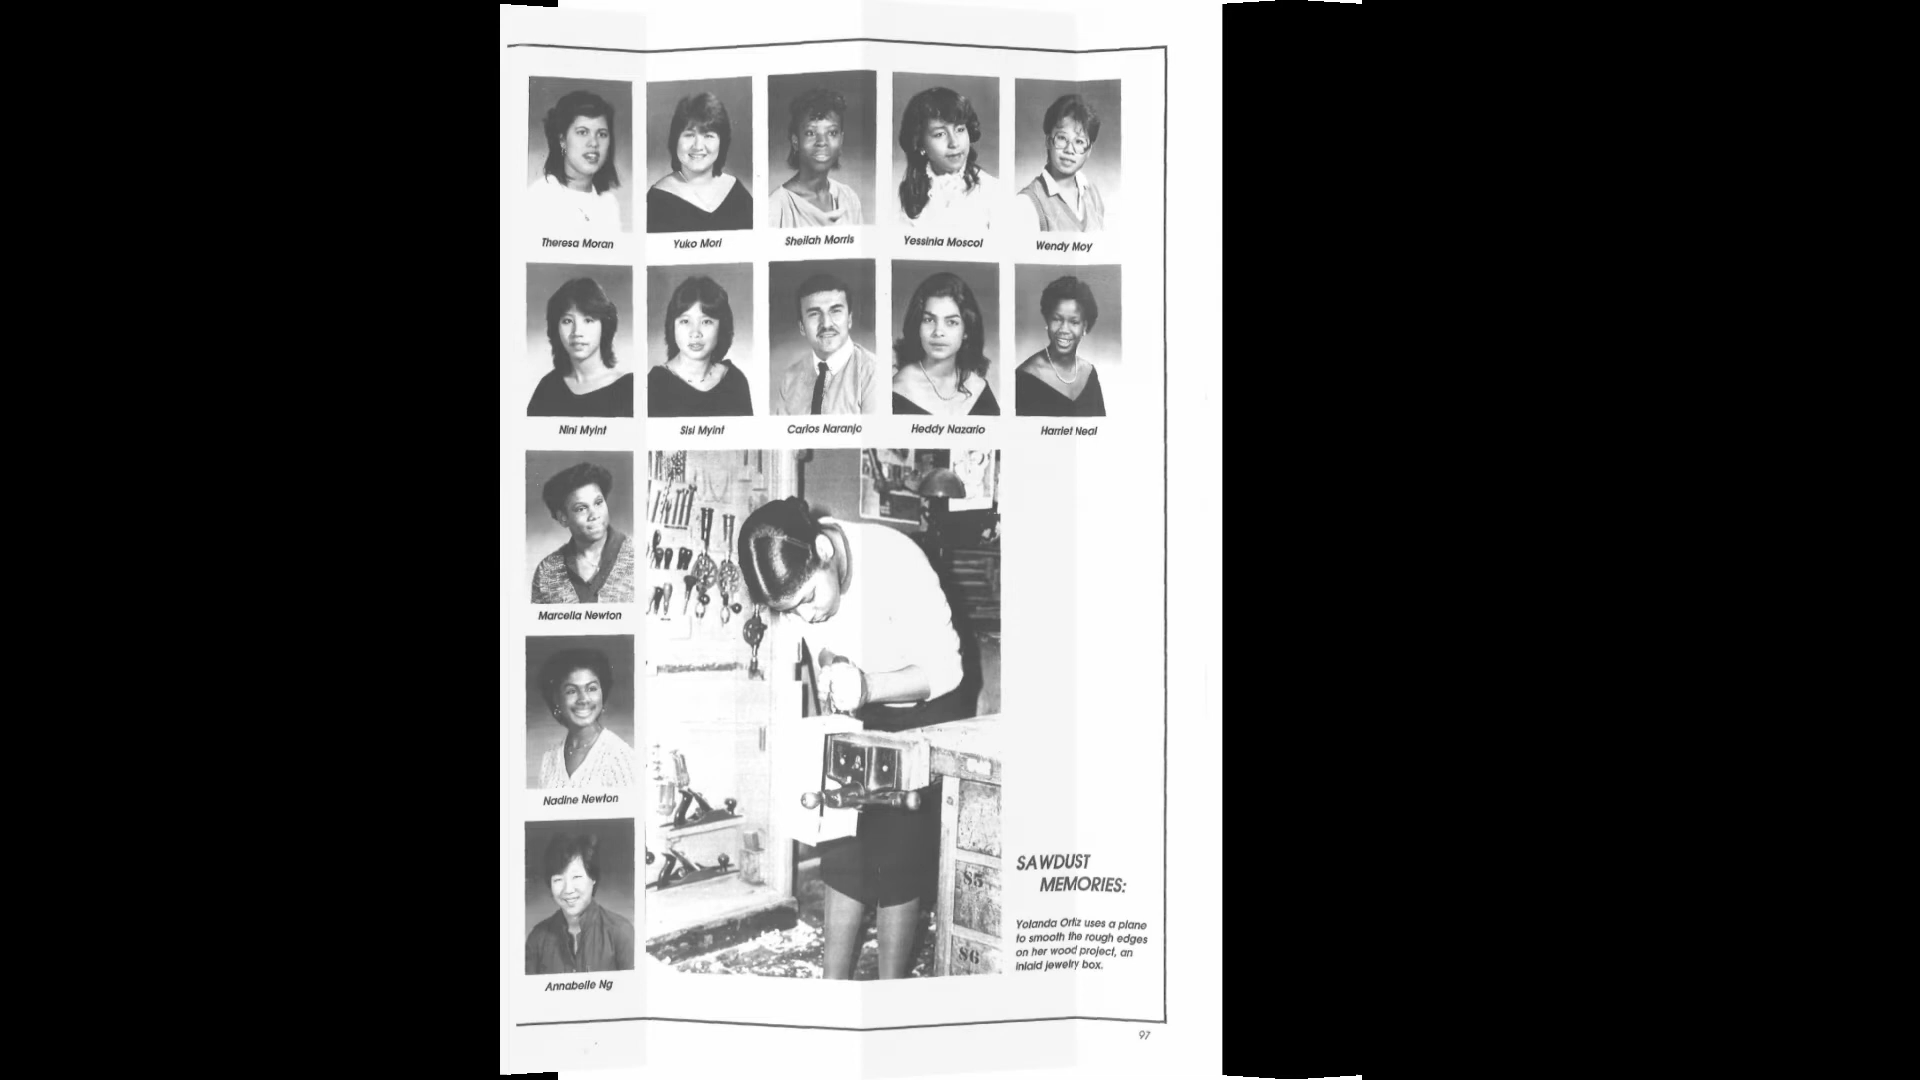 Theresa Moran
Yuko Mori
Sheilah Morris
Yessinia Moscol
Wendy Moy
Nini Myint
Sisi Myint
Carlos Naranjo
Heddy Nazario
Harriet Neal
Marcella Newton
Nadine Newton
Annabelle Ng
85
86
SAWDUST
MEMORIES:
Yolanda Ortiz uses a plane
to smooth the rough edges
on her wood project, an
inlaid jewelry box.
97